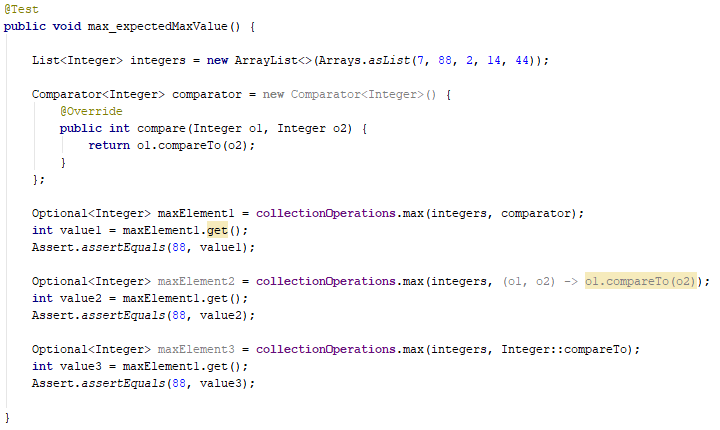 @Test
public void max_expectedMaxValue() {
List<Integer> integers = new ArrayList<>(Arrays.asList(7, 88, 2, 14, 44));
Comparator<Integer> comparator = new Comparator<Integer>() {
@Override
public int compare(Integer o1, Integer o2) {
return o1.compareTo(o2);
}
};
Optional<Integer> maxElement1 = collectionOperations.max(integers, comparator);
int value1 = maxElement1.get();
Assert.assertEquals(88, value1);
Optional<Integer> maxElement2 = collectionOperations.max(integers, (o1, o2) -> o1.compareTo(o2));
int value2 = maxElement1.get();
Assert.assertEquals(88, value2);
Optional<Integer> maxElement3 = collectionOperations.max(integers, Integer::compareTo);
int value3 = maxElement1.get();
Assert.assertEquals(88, value3);
}